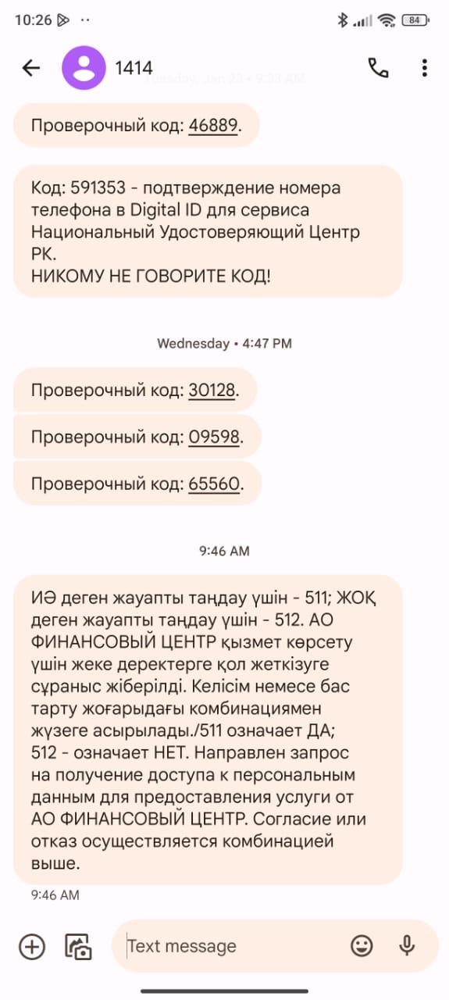 10:26
84
1414
Tuesday, Jan 23 • 9:33 AM
Проверочный код: 46889.
Код: 591353 - подтверждение номера
телефона в Digital ID для сервиса
Национальный Удостоверяющий Центр
РК.
НИКОМУ НЕ ГОВОРИТЕ КОД!
Wednesday • 4:47 PM
Проверочный код: 30128.
Проверочный код: 09598.
Проверочный код: 65560.
9:46 AM
ИӘ деген жауапты таңдау үшін - 511; ЖОҚ
деген жауапты таңдау үшін - 512. АО
ФИНАНСОВЫЙ ЦЕНТР қызмет көрсету
үшін жеке деректерге қол жеткізуге
сұраныс жіберілді. Келісім немесе бас
тарту жоғарыдағы комбинациямен
жүзеге асырылады./511 означает ДА;
512 - означает НЕТ. Направлен запрос
на получение доступа к персональным
данным для предоставления услуги от
АО ФИНАНСОВЫЙ ЦЕНТР. Согласие или
отказ осуществляется комбинацией
выше.
9:46 AM
Text message